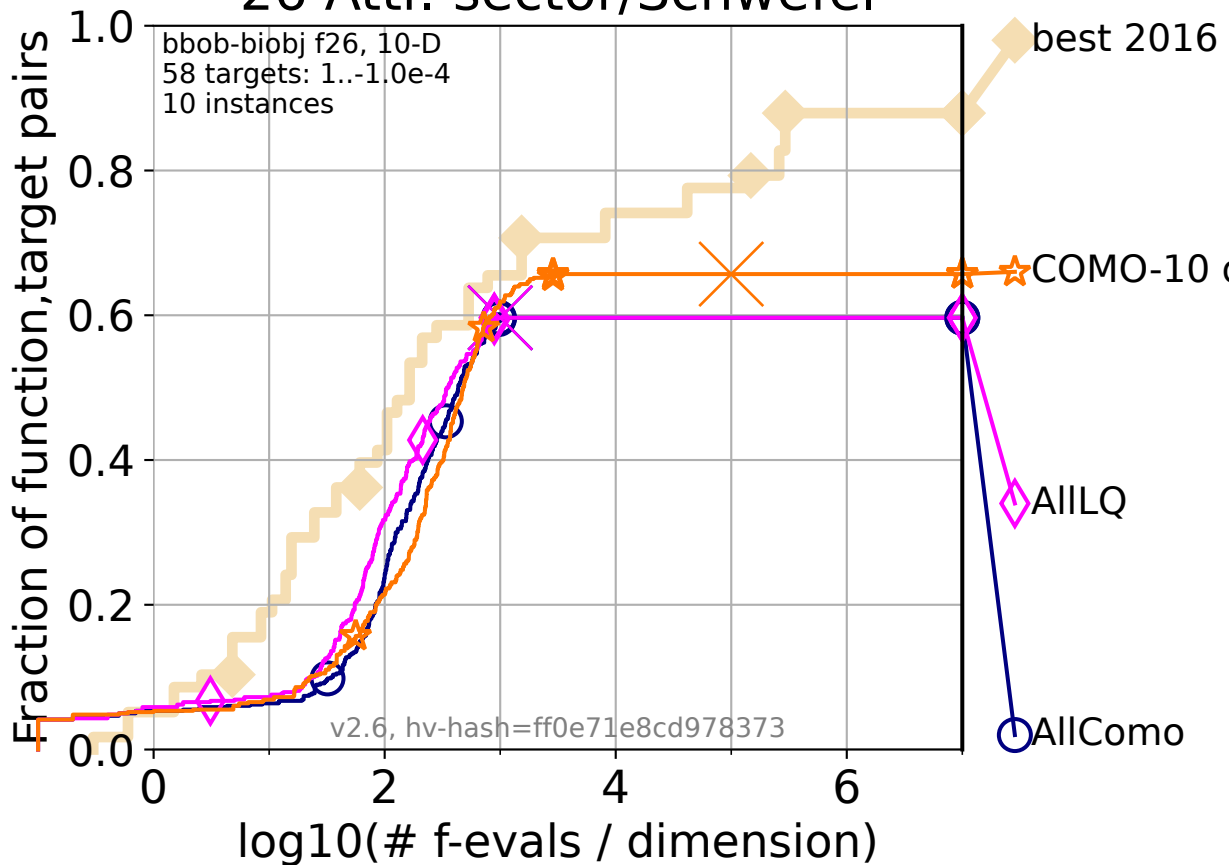 1.0
0.8
0.6
0.4
0.2
0.0
Fraction of function,target pairs
bbob-biobj f26, 10-D
58 targets: 1..-1.0e-4
10 instances
best 2016
COMO-10
AllLQ
AllComo
v2.6, hv-hash=ff0e71e8cd978373
0 2 4 6
log10(# f-evals / dimension)